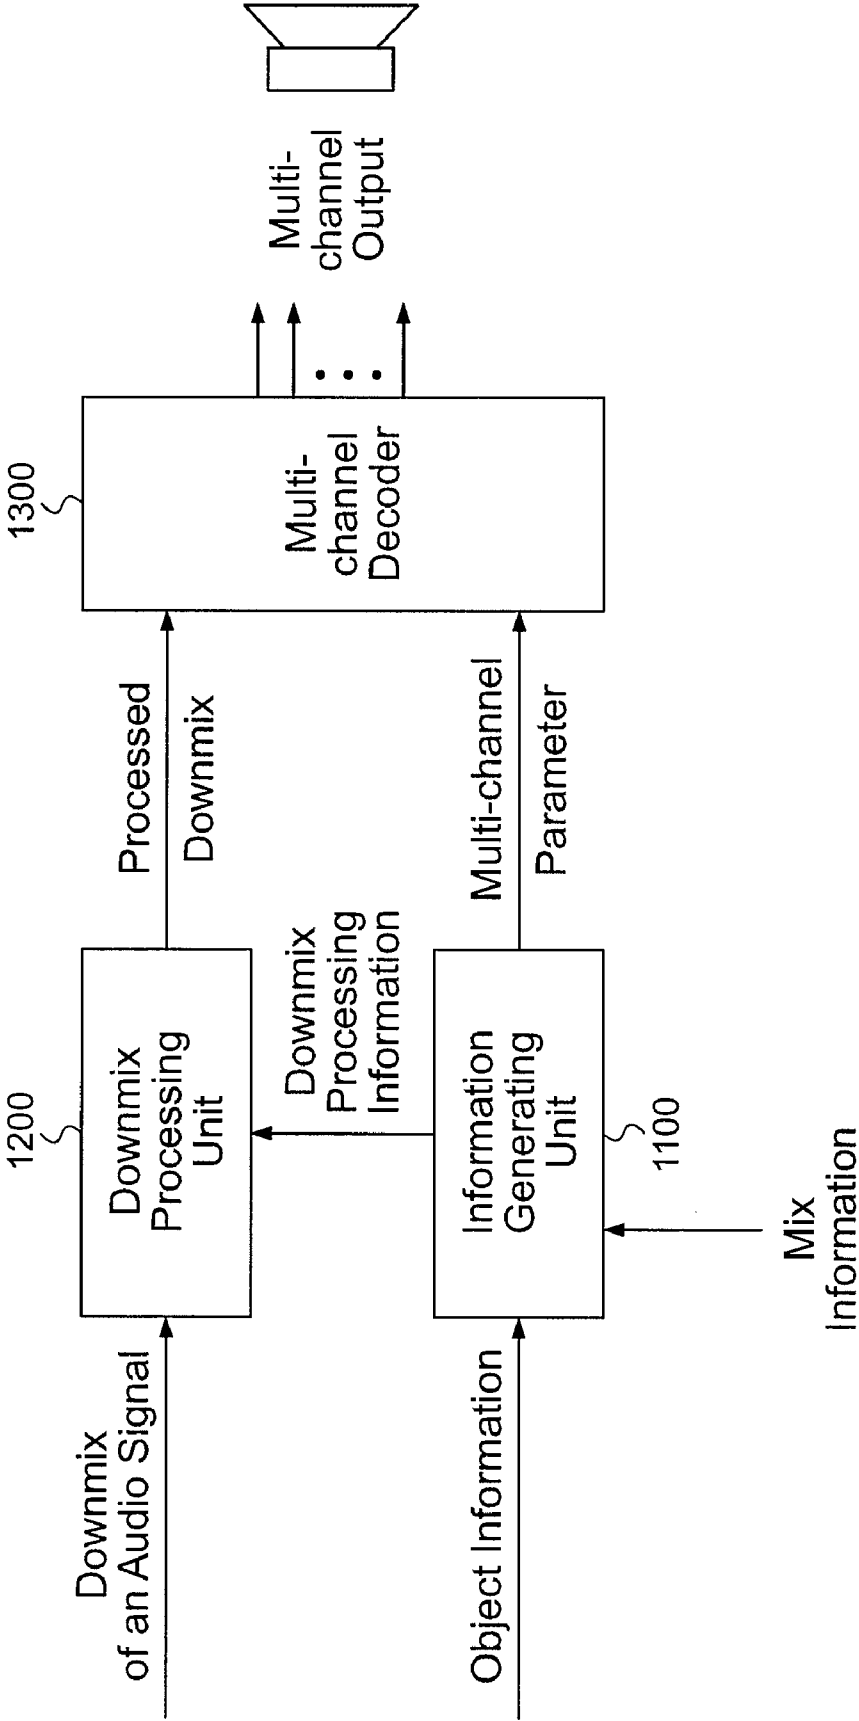 Downmix
of an Audio Signal
1200
Downmix
Processing
Unit
Processed
Downmix
1300
Multi-
channel
Decoder
Multi-
channel
Output
Downmix
Processing
Information
Object Information
Information
Generating
Unit
1100
Multi-channel
Parameter
Mix
Information